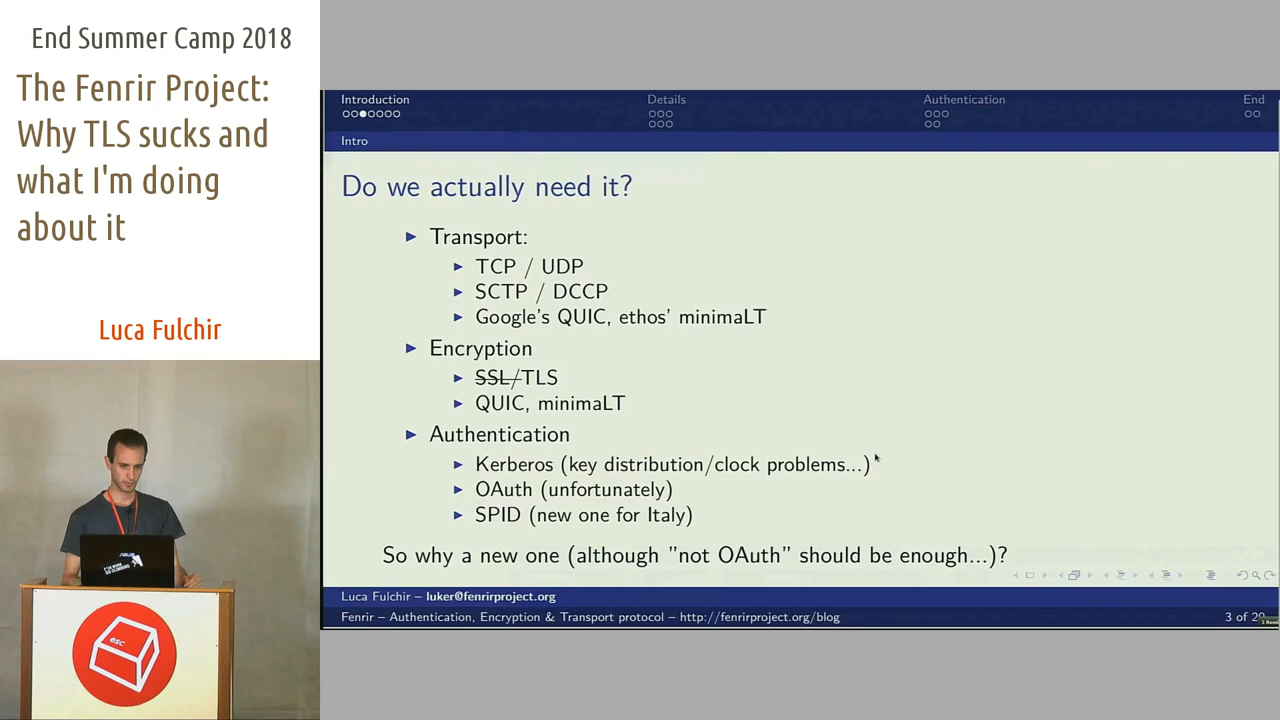 End Summer Camp 2018
The Fenrir Project:
Why TLS sucks and
what I'm doing
about it
Luca Fulchir
Introduction
Details
Authentication
End
Intro
Do we actually need it?
Transport:
TCP / UDP
SCTP / DCCP
Google's QUIC, ethos' minimaLT
Encryption
SSL/TLS
QUIC, minimaLT
Authentication
Kerberos (key distribution/clock problems...)
OAuth (unfortunately)
SPID (new one for Italy)
So why a new one (although "not OAuth" should be enough...)?
Luca Fulchir – luker@fenrirproject.org
Fenrir – Authentication, Encryption & Transport protocol – http://fenrirproject.org/blog
3 of
esc